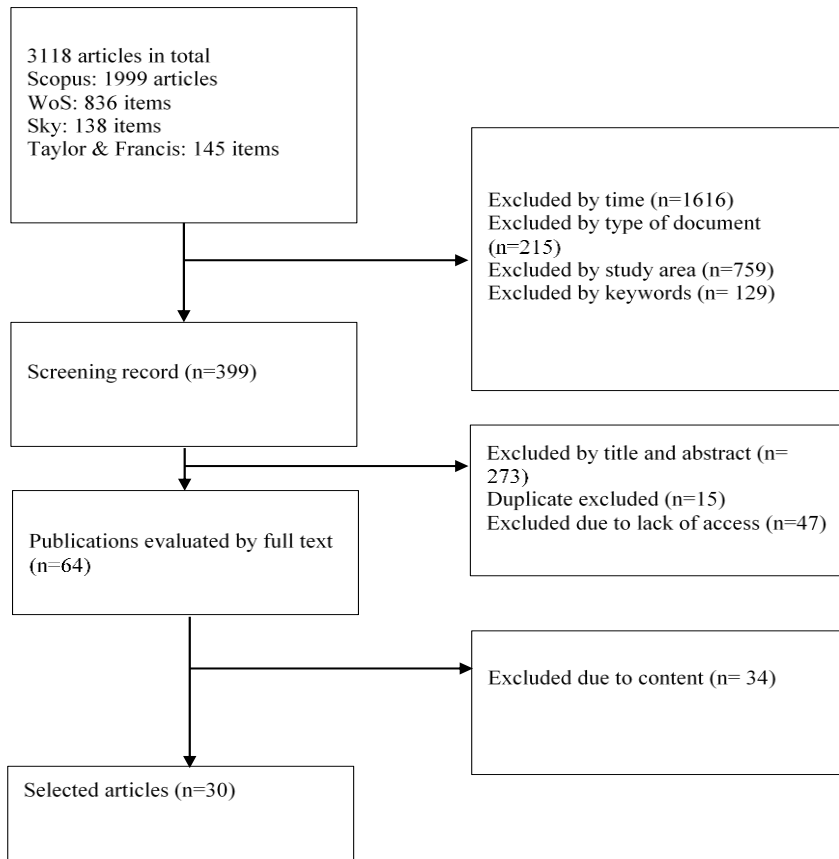 3118 articles in total
Scopus: 1999 articles
WoS: 836 items
Sky: 138 items
Taylor & Francis: 145 items
Excluded by time (n=1616)
Excluded by type of document
(n=215)
Excluded by study area (n=759)
Excluded by keywords (n= 129)
Screening record (n=399)
Excluded by title and abstract (n=
273)
Duplicate excluded (n=15)
Excluded due to lack of access (n=47)
Publications evaluated by full text
(n=64)
Excluded due to content (n= 34)
Selected articles (n=30)